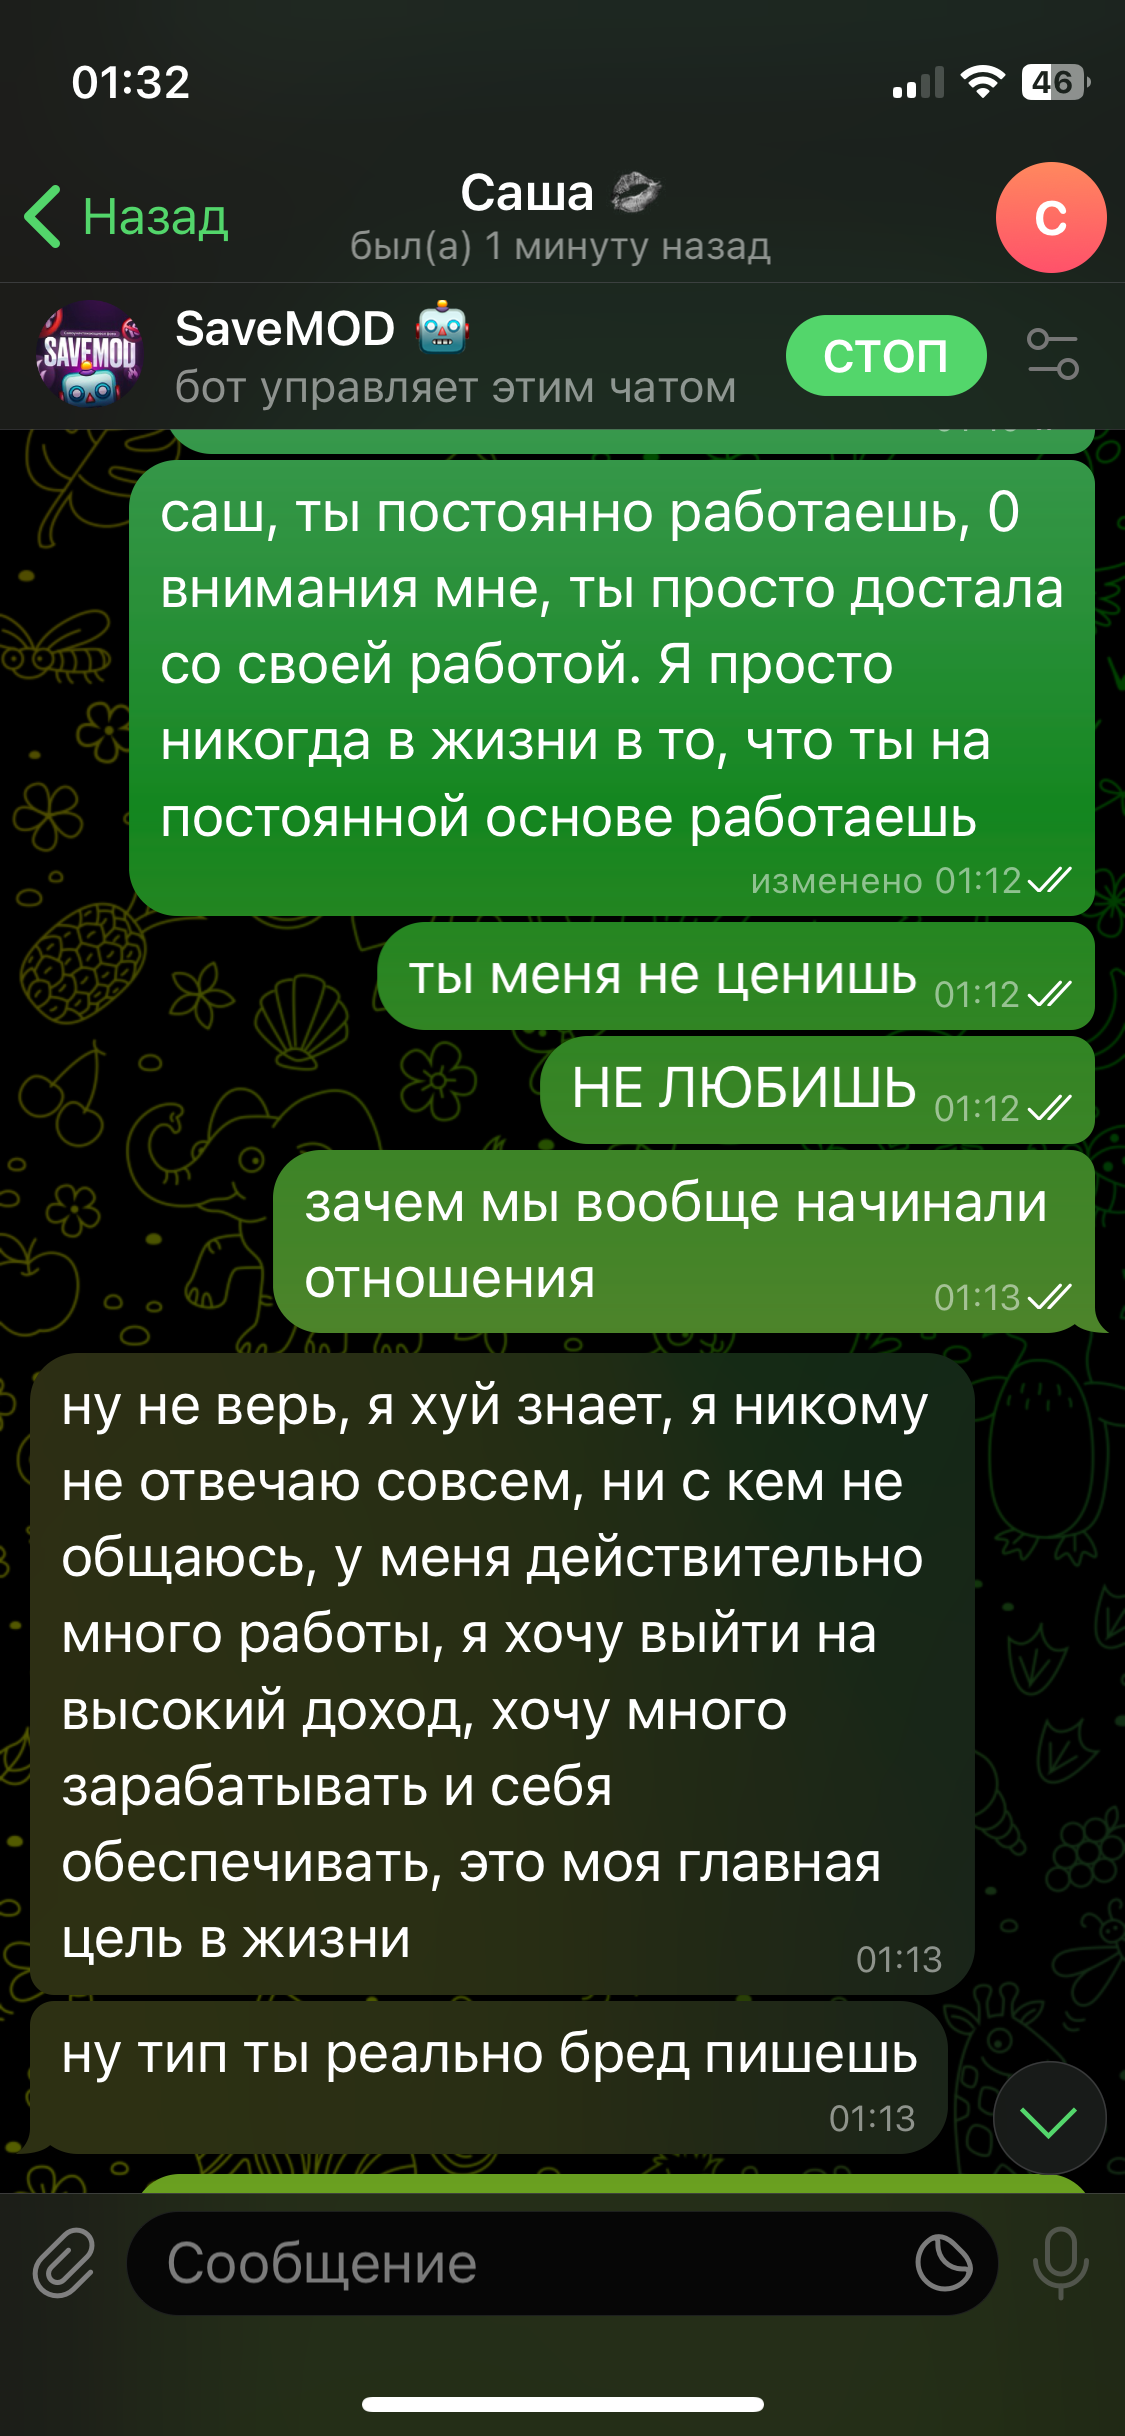 01:32
46
Назад
Саша 💋
был(а) 1 минуту назад
С
SAVEMOD
SaveMOD 🤖
бот управляет этим чатом
СТОП
саш, ты постоянно работаешь, 0
внимания мне, ты просто достала
со своей работой. Я просто
никогда в жизни в то, что ты на
постоянной основе работаешь
изменено 01:12
ты меня не ценишь 01:12
НЕ ЛЮБИШЬ 01:12
зачем мы вообще начинали
отношения 01:13
ну не верь, я хуй знает, я никому
не отвечаю совсем, ни с кем не
общаюсь, у меня действительно
много работы, я хочу выйти на
высокий доход, хочу много
зарабатывать и себя
обеспечивать, это моя главная
цель в жизни 01:13
ну тип ты реально бред пишешь
01:13
Сообщение